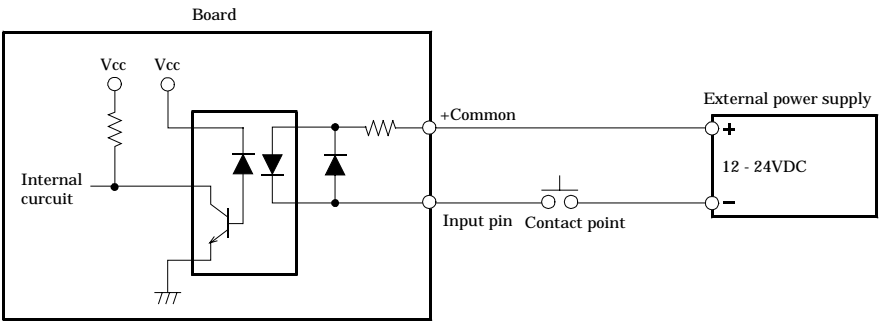 Board
Vcc
Vcc
+Common
External power supply
+
12 - 24VDC
Internal
curcuit
−
Input pin
Contact point